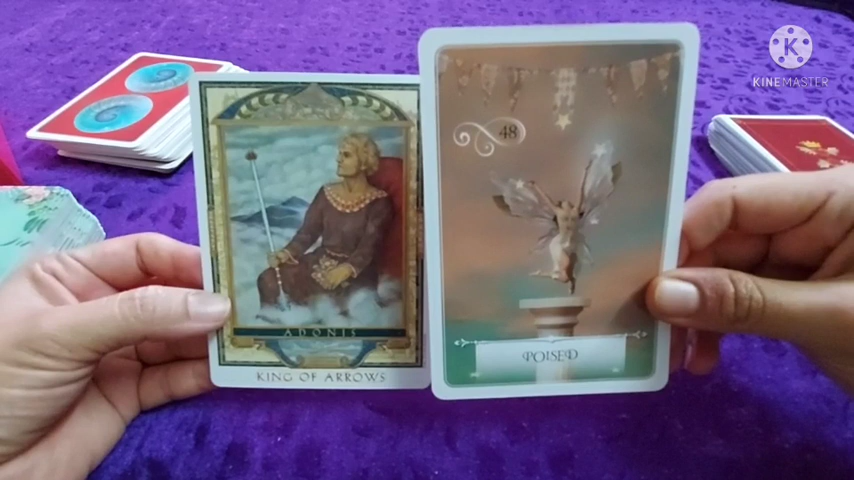 ADONIS
KING OF ARROWS
48
POISED
K
KINEMASTER